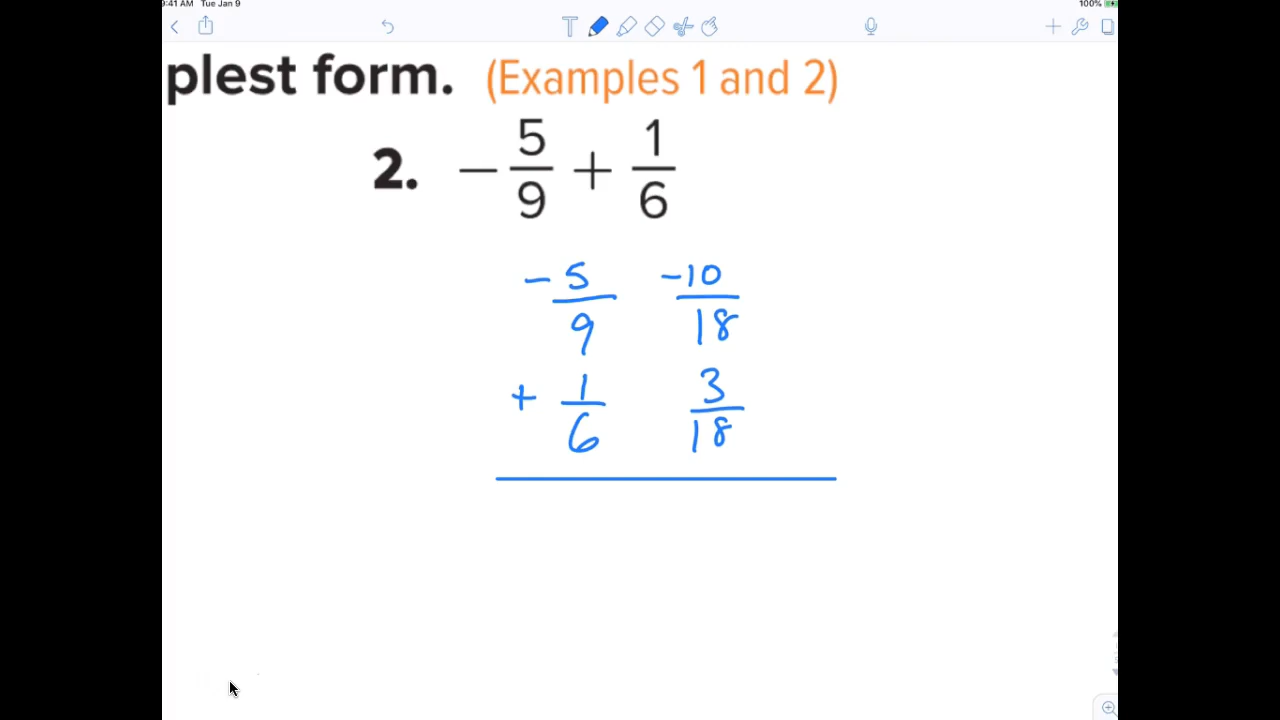 9:41 AM Tue Jan 9 100%
plest form. (Examples 1 and 2)
2. −5/9 + 1/6
−5/9 −10/18
+ 1/6 3/18